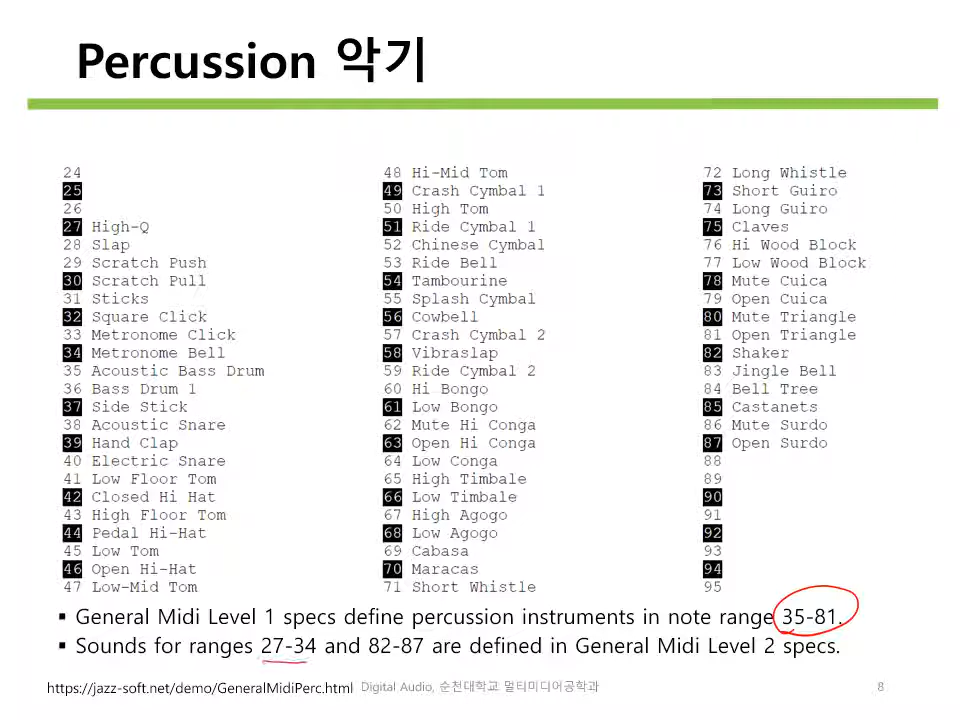 Percussion 악기
24
25
26
27 High-Q
28 Slap
29 Scratch Push
30 Scratch Pull
31 Sticks
32 Square Click
33 Metronome Click
34 Metronome Bell
35 Acoustic Bass Drum
36 Bass Drum 1
37 Side Stick
38 Acoustic Snare
39 Hand Clap
40 Electric Snare
41 Low Floor Tom
42 Closed Hi Hat
43 High Floor Tom
44 Pedal Hi-Hat
45 Low Tom
46 Open Hi-Hat
47 Low-Mid Tom
48 Hi-Mid Tom
49 Crash Cymbal 1
50 High Tom
51 Ride Cymbal 1
52 Chinese Cymbal
53 Ride Bell
54 Tambourine
55 Splash Cymbal
56 Cowbell
57 Crash Cymbal 2
58 Vibraslap
59 Ride Cymbal 2
60 Hi Bongo
61 Low Bongo
62 Mute Hi Conga
63 Open Hi Conga
64 Low Conga
65 High Timbale
66 Low Timbale
67 High Agogo
68 Low Agogo
69 Cabasa
70 Maracas
71 Short Whistle
72 Long Whistle
73 Short Guiro
74 Long Guiro
75 Claves
76 Hi Wood Block
77 Low Wood Block
78 Mute Cuica
79 Open Cuica
80 Mute Triangle
81 Open Triangle
82 Shaker
83 Jingle Bell
84 Bell Tree
85 Castanets
86 Mute Surdo
87 Open Surdo
88
89
90
91
92
93
94
95
▪ General Midi Level 1 specs define percussion instruments in note range 35-81.
▪ Sounds for ranges 27-34 and 82-87 are defined in General Midi Level 2 specs.
https://jazz-soft.net/demo/GeneralMidiPerc.html Digital Audio, 순천대학교 멀티미디어공학과 8